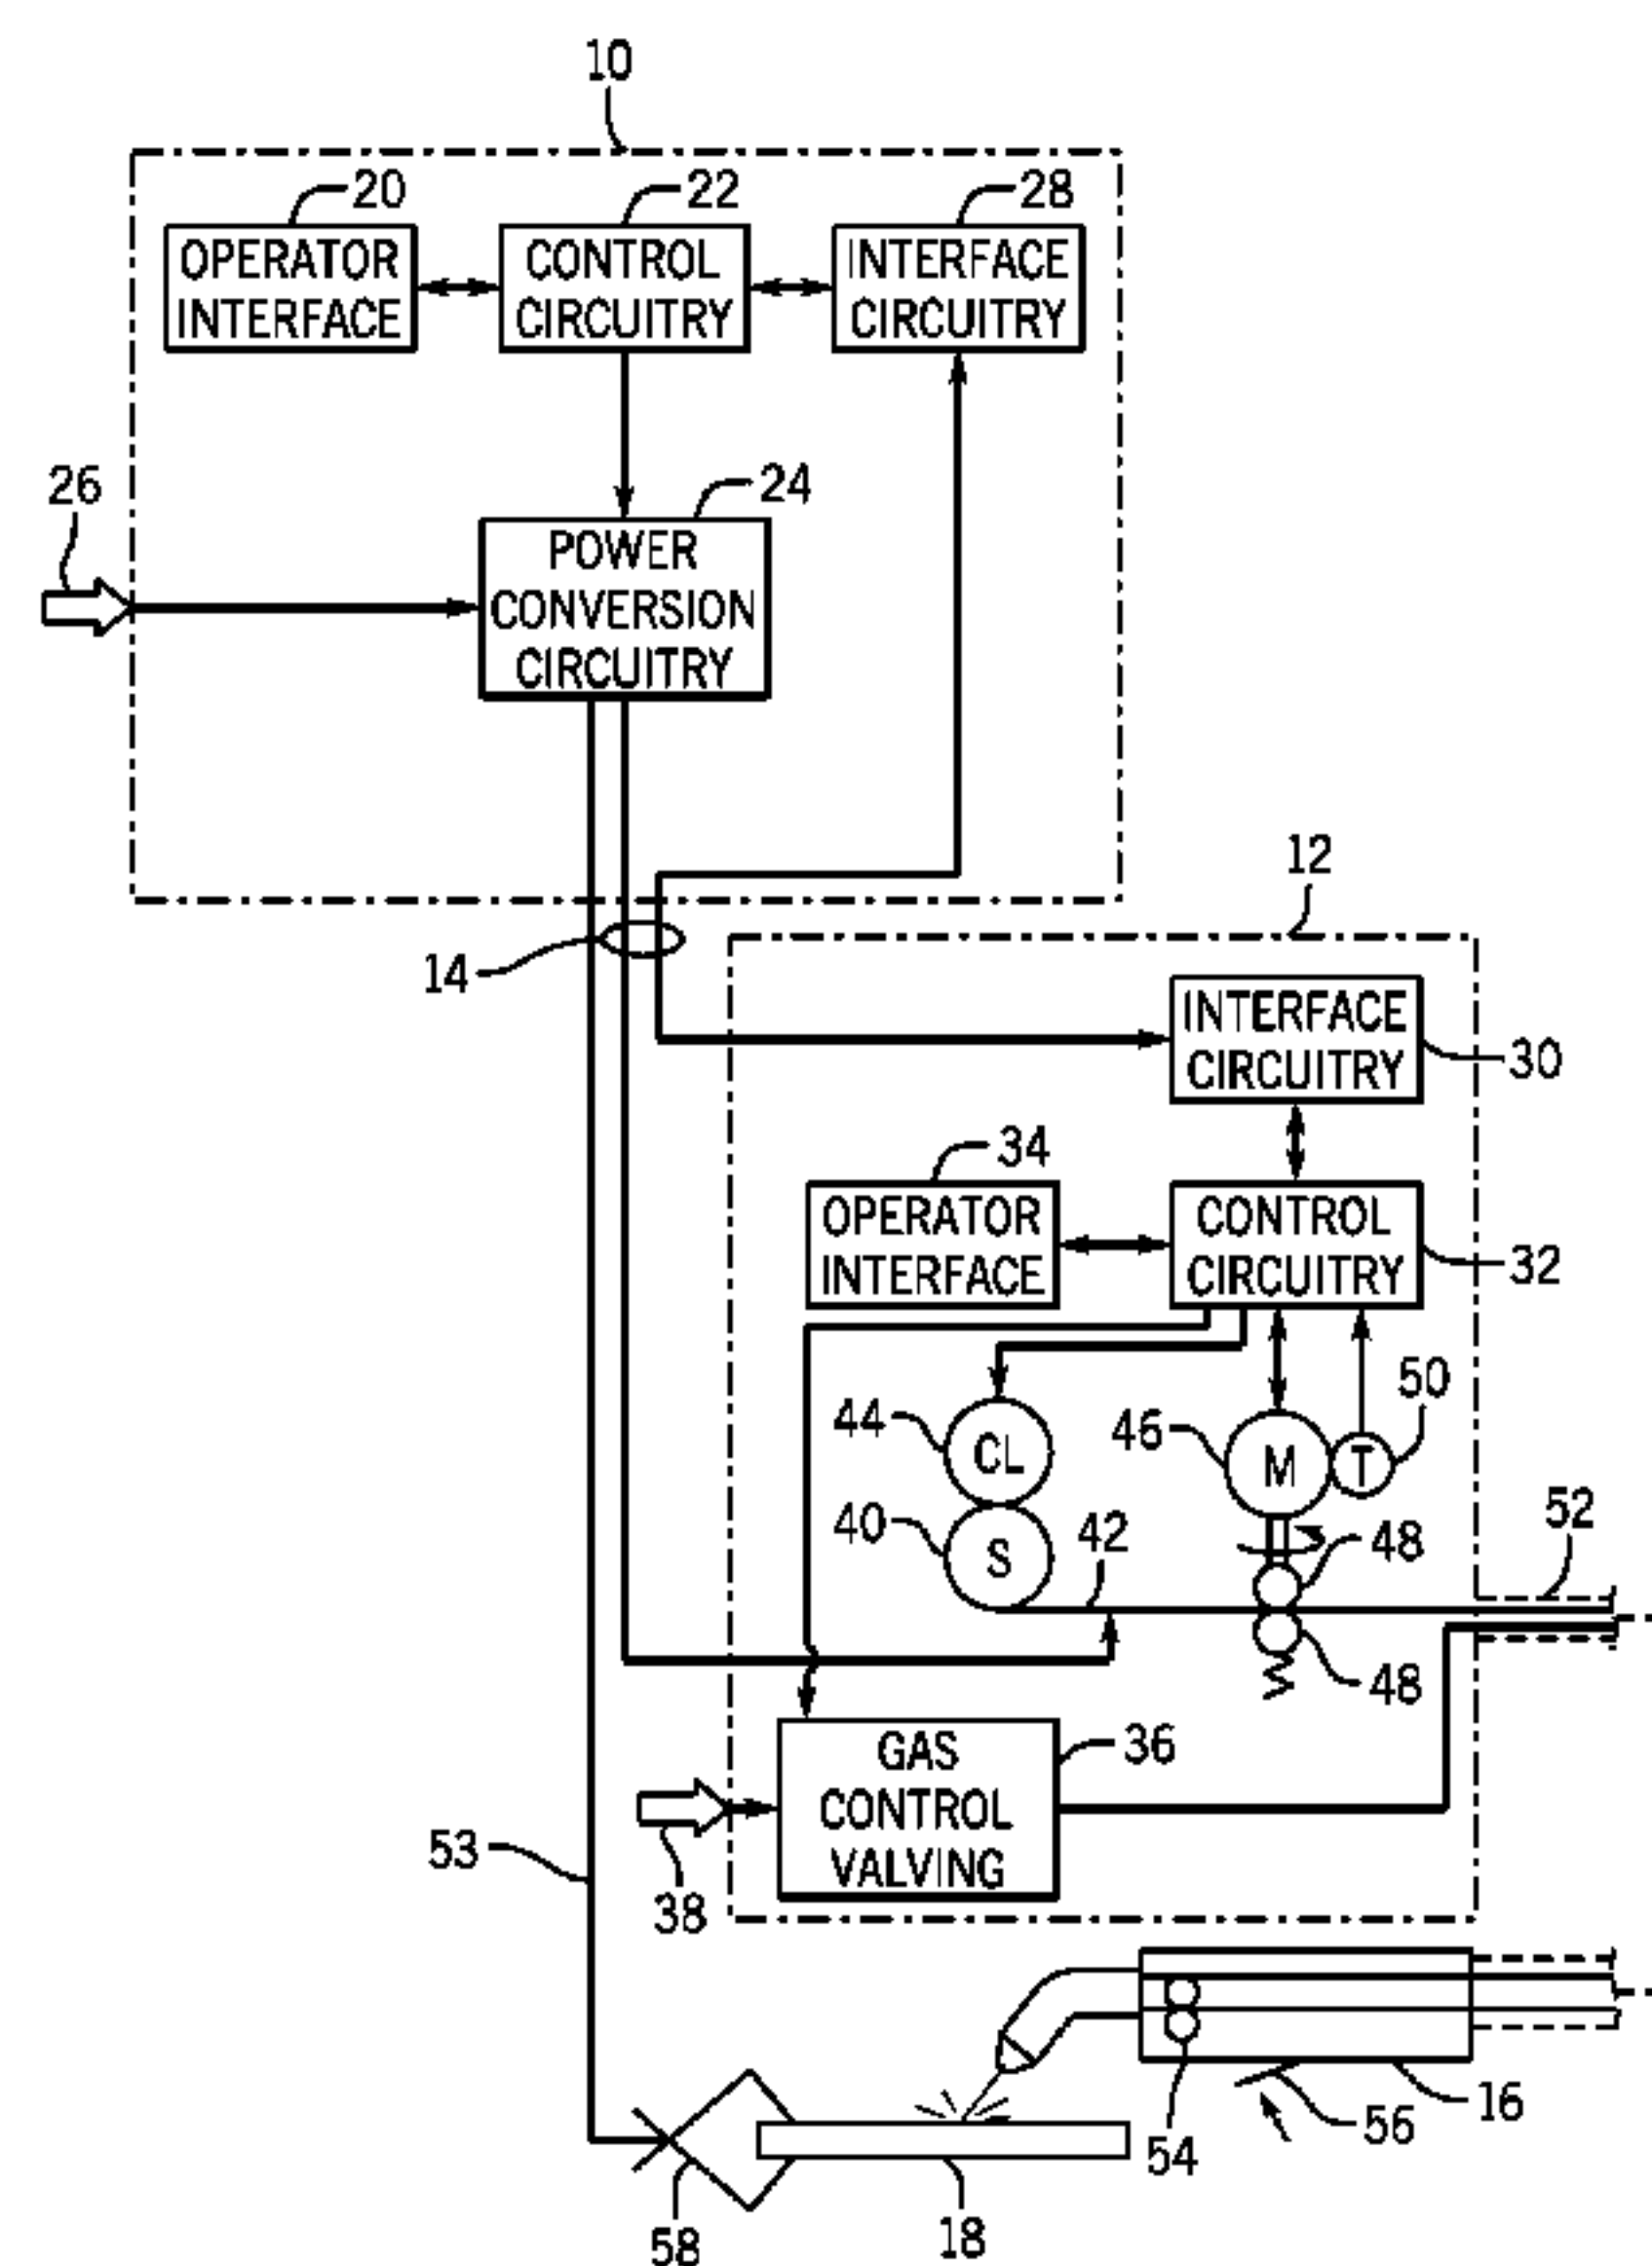 10
20
22
28
OPERATOR
INTERFACE
CONTROL
CIRCUITRY
INTERFACE
CIRCUITRY
26
24
POWER
CONVERSION
CIRCUITRY
12
14
INTERFACE
CIRCUITRY
30
34
OPERATOR
INTERFACE
CONTROL
CIRCUITRY
32
50
44
CL
46
M
T
52
40
S
42
48
48
36
GAS
CONTROL
VALVING
53
38
16
56
54
58
18